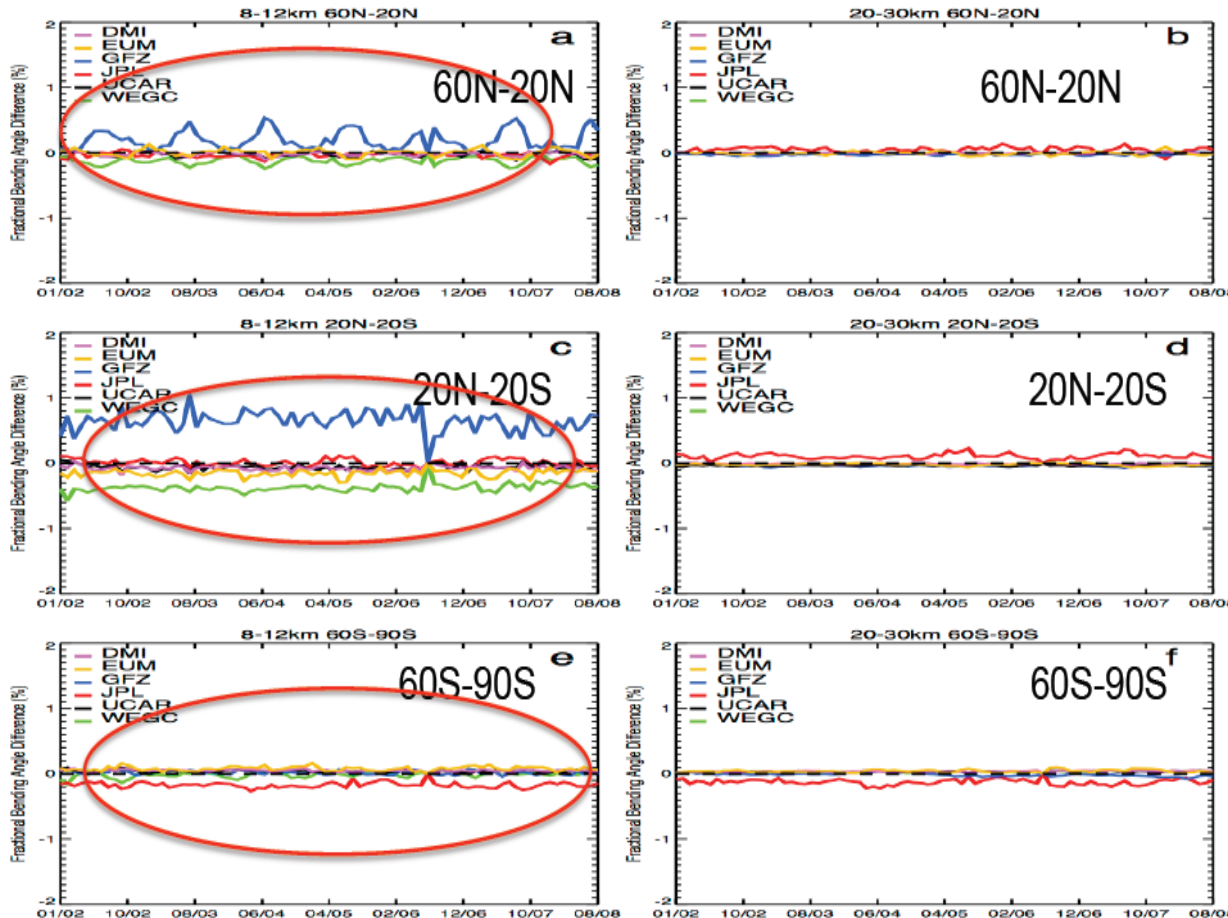 8-12km 60N-20N
Fractional Bending Angle Difference (%)
2
1
0
-1
-2
DMI
EUM
GFZ
JPL
UCAR
WEGC
a
60N-20N
01/02 10/02 08/03 06/04 04/05 02/06 12/06 10/07 08/08
20-30km 60N-20N
Fractional Bending Angle Difference (%)
2
1
0
-1
-2
DMI
EUM
GFZ
JPL
UCAR
WEGC
b
60N-20N
01/02 10/02 08/03 06/04 04/05 02/06 12/06 10/07 08/08
8-12km 20N-20S
Fractional Bending Angle Difference (%)
2
1
0
-1
-2
DMI
EUM
GFZ
JPL
UCAR
WEGC
c
20N-20S
01/02 10/02 08/03 06/04 04/05 02/06 12/06 10/07 08/08
20-30km 20N-20S
Fractional Bending Angle Difference (%)
2
1
0
-1
-2
DMI
EUM
GFZ
JPL
UCAR
WEGC
d
20N-20S
01/02 10/02 08/03 06/04 04/05 02/06 12/06 10/07 08/08
8-12km 60S-90S
Fractional Bending Angle Difference (%)
2
1
0
-1
-2
DMI
EUM
GFZ
JPL
UCAR
WEGC
e
60S-90S
01/02 10/02 08/03 06/04 04/05 02/06 12/06 10/07 08/08
20-30km 60S-90S
Fractional Bending Angle Difference (%)
2
1
0
-1
-2
DMI
EUM
GFZ
JPL
UCAR
WEGC
f
60S-90S
01/02 10/02 08/03 06/04 04/05 02/06 12/06 10/07 08/08